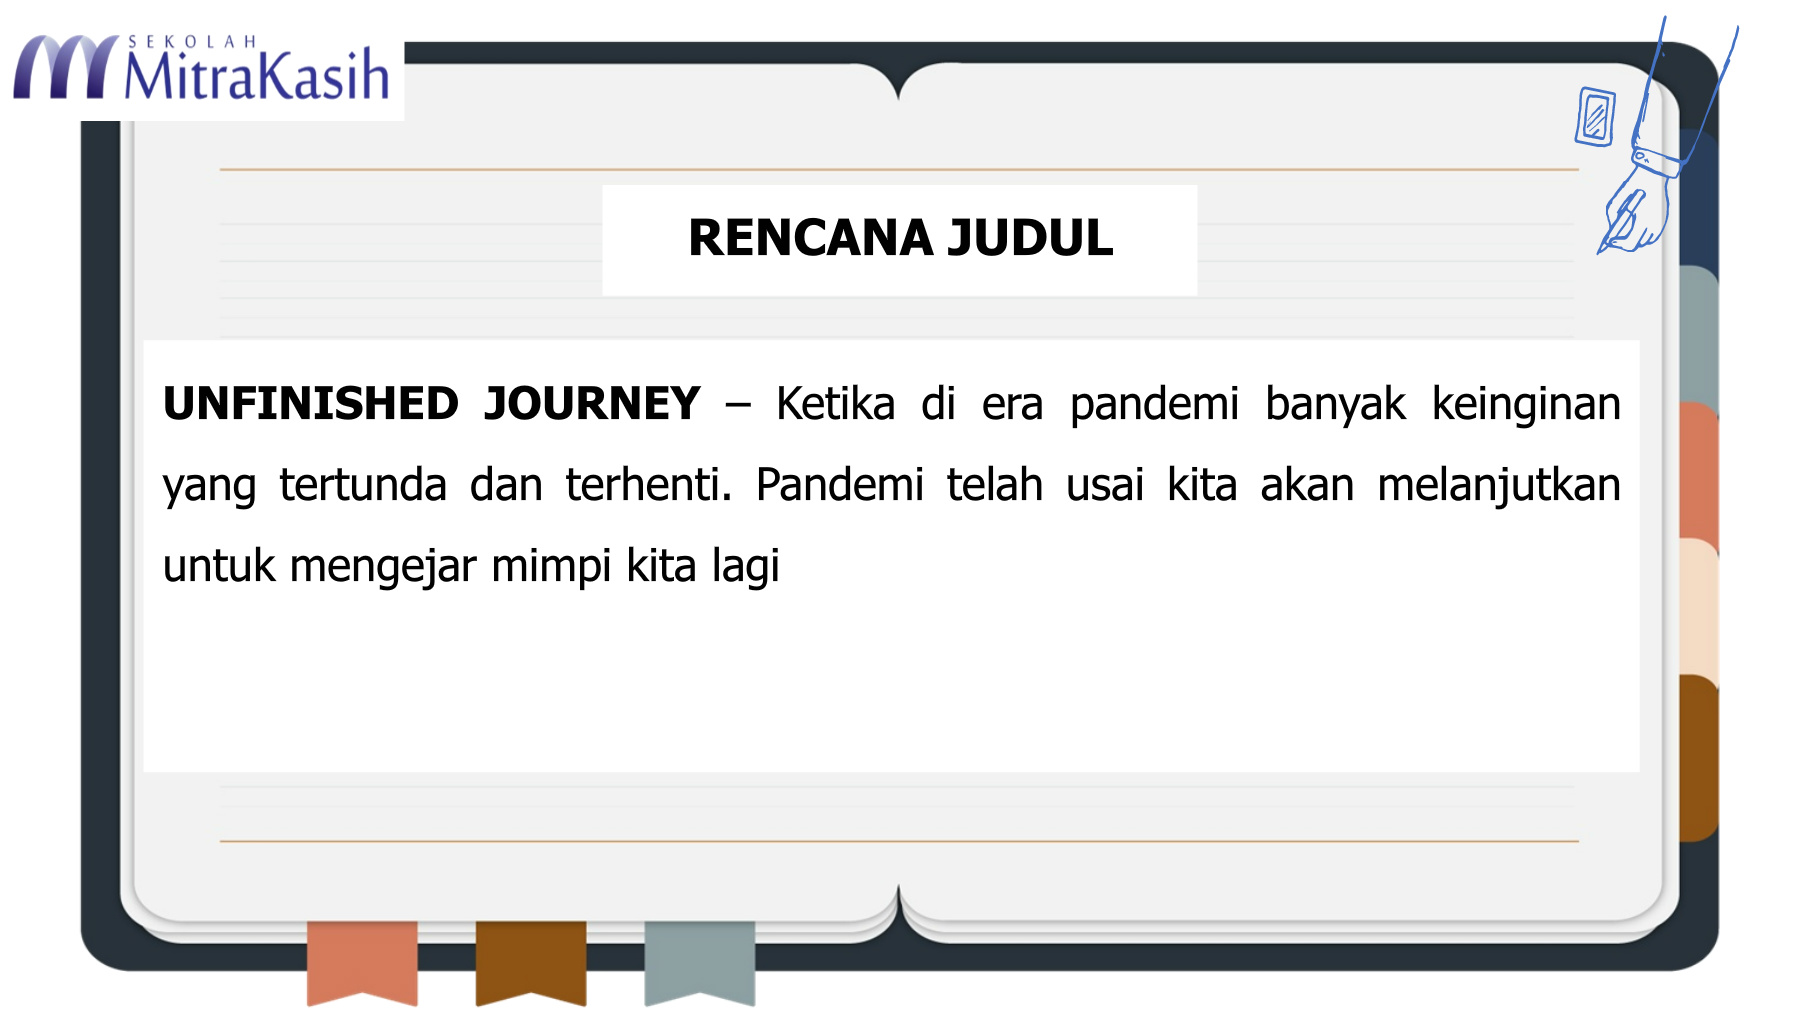 SEKOLAH
MitraKasih
RENCANA JUDUL
UNFINISHED JOURNEY – Ketika di era pandemi banyak keinginan
yang tertunda dan terhenti. Pandemi telah usai kita akan melanjutkan
untuk mengejar mimpi kita lagi